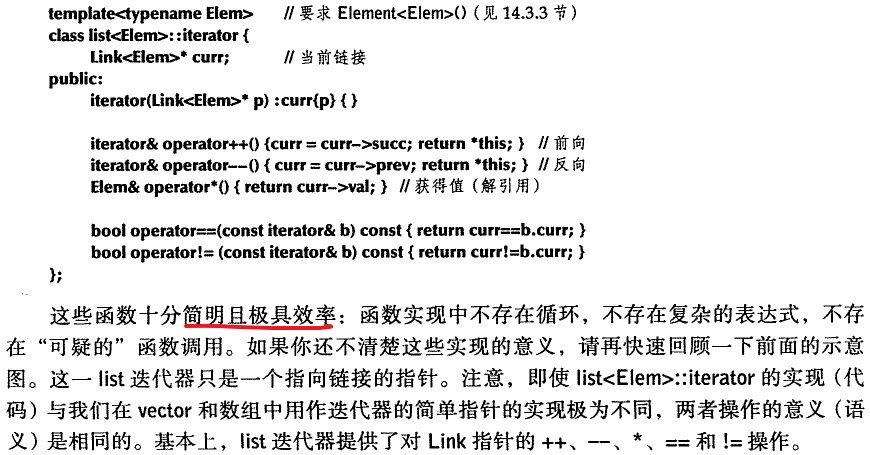 template<typename Elem> // 要求 Element<Elem>()（见 14.3.3 节）
class list<Elem>::iterator {
Link<Elem>* curr; // 当前链接
public:
iterator(Link<Elem>* p) :curr{p} { }
iterator& operator++() {curr = curr->succ; return *this; } // 前向
iterator& operator--() { curr = curr->prev; return *this; } // 反向
Elem& operator*() { return curr->val; } // 获得值（解引用）
bool operator==(const iterator& b) const { return curr==b.curr; }
bool operator!= (const iterator& b) const { return curr!=b.curr; }
};
这些函数十分简明且极具效率：函数实现中不存在循环，不存在复杂的表达式，不存
在“可疑的”函数调用。如果你还不清楚这些实现的意义，请再快速回顾一下前面的示意
图。这一 list 迭代器只是一个指向链接的指针。注意，即使 list<Elem>::iterator 的实现（代
码）与我们在 vector 和数组中用作迭代器的简单指针的实现极为不同，两者操作的意义（语
义）是相同的。基本上，list 迭代器提供了对 Link 指针的 ++、--、*、== 和 != 操作。